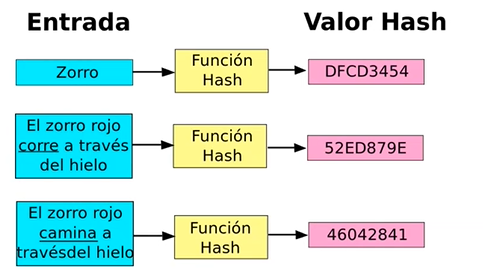 Entrada
Valor Hash
Zorro
Función
Hash
DFCD3454
El zorro rojo
corre a través
del hielo
Función
Hash
52ED879E
El zorro rojo
camina a
travésdel hielo
Función
Hash
46042841